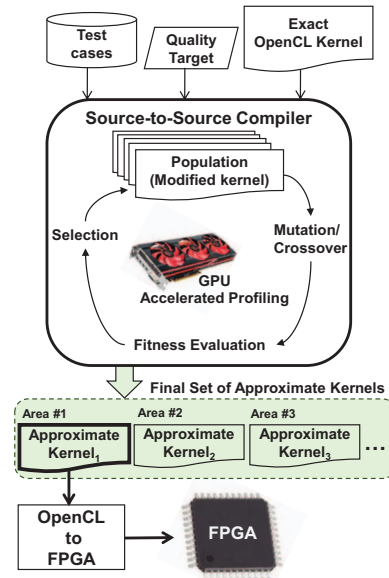 Test
cases
Quality
Target
Exact
OpenCL Kernel
Source-to-Source Compiler
Population
(Modified kernel)
Selection
Mutation/
Crossover
GPU
Accelerated Profiling
Fitness Evaluation
Final Set of Approximate Kernels
Area #1
Area #2
Area #3
Approximate
Kernel1
Approximate
Kernel2
Approximate
Kernel3
...
OpenCL
to
FPGA
FPGA